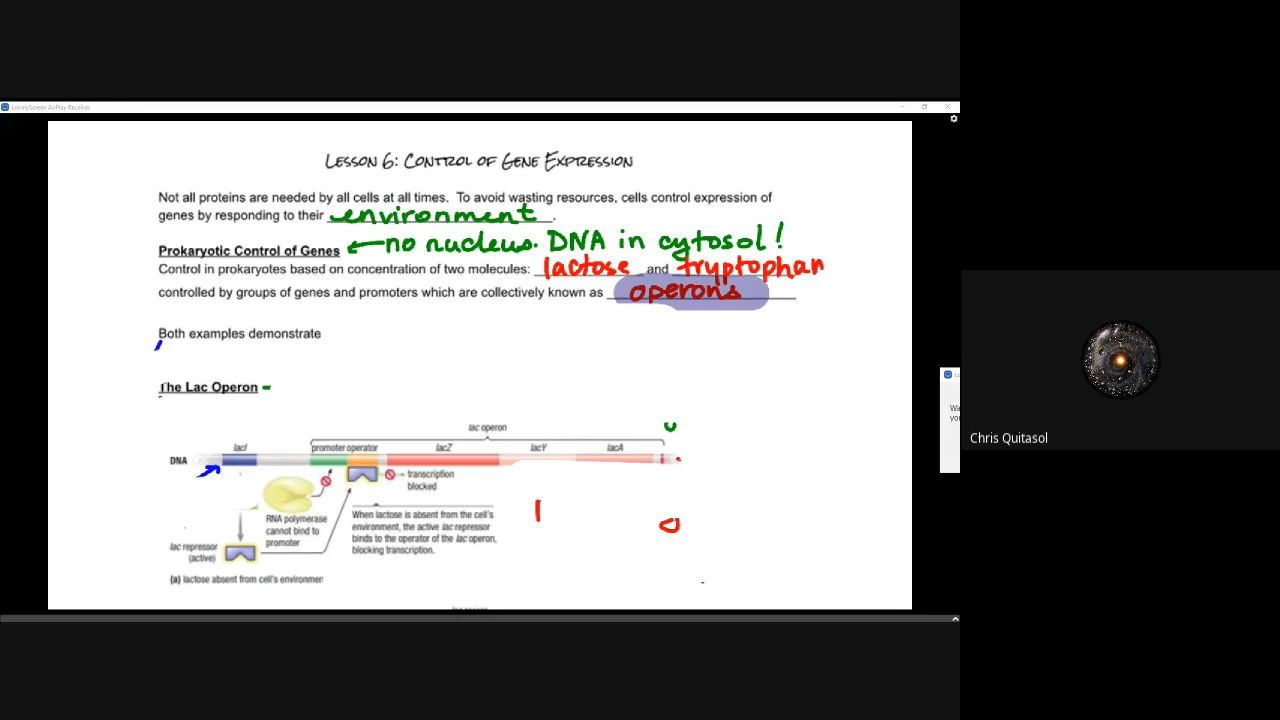 LonelyScreen AirPlay Receiver
LESSON 6: CONTROL OF GENE EXPRESSION
Not all proteins are needed by all cells at all times. To avoid wasting resources, cells control expression of
genes by responding to their environment.
Prokaryotic Control of Genes ← no nucleus. DNA in cytosol!
Control in prokaryotes based on concentration of two molecules: lactose and tryptophan
controlled by groups of genes and promoters which are collectively known as operons
Both examples demonstrate
The Lac Operon -
lac operon
lacI promoter operator lacZ lacY lacA
DNA
transcription
blocked
RNA polymerase
cannot bind to
promoter
When lactose is absent from the cell's
environment, the active lac repressor
binds to the operator of the lac operon,
blocking transcription.
lac repressor
(active)
(a) lactose absent from cell's environmen
Chris Quitasol